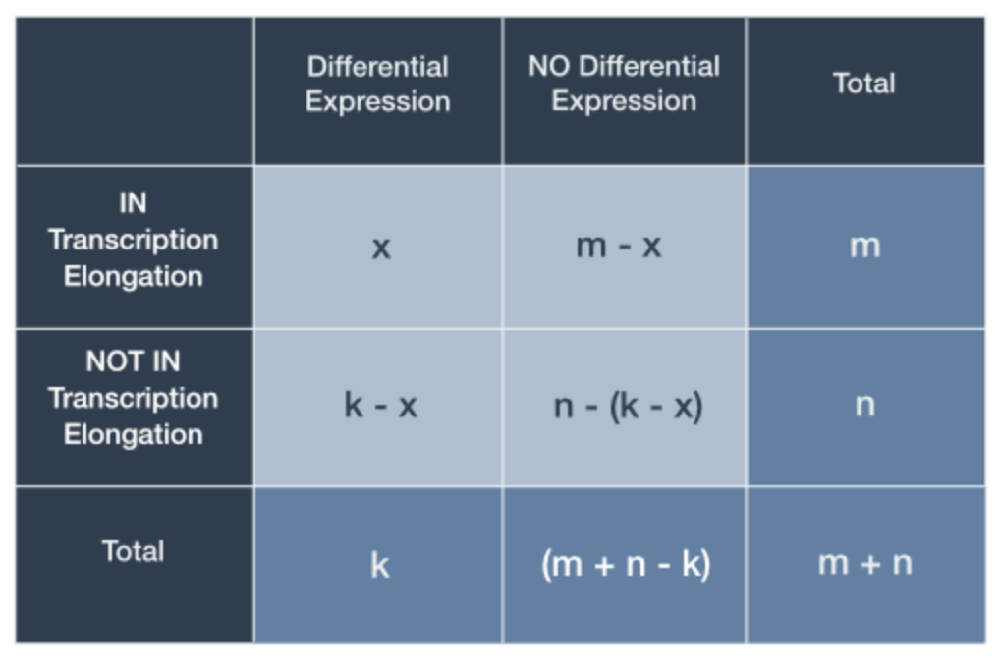 Differential
Expression
NO Differential
Expression
Total
IN
Transcription
Elongation
x
m - x
m
NOT IN
Transcription
Elongation
k - x
n - (k - x)
n
Total
k
(m + n - k)
m + n